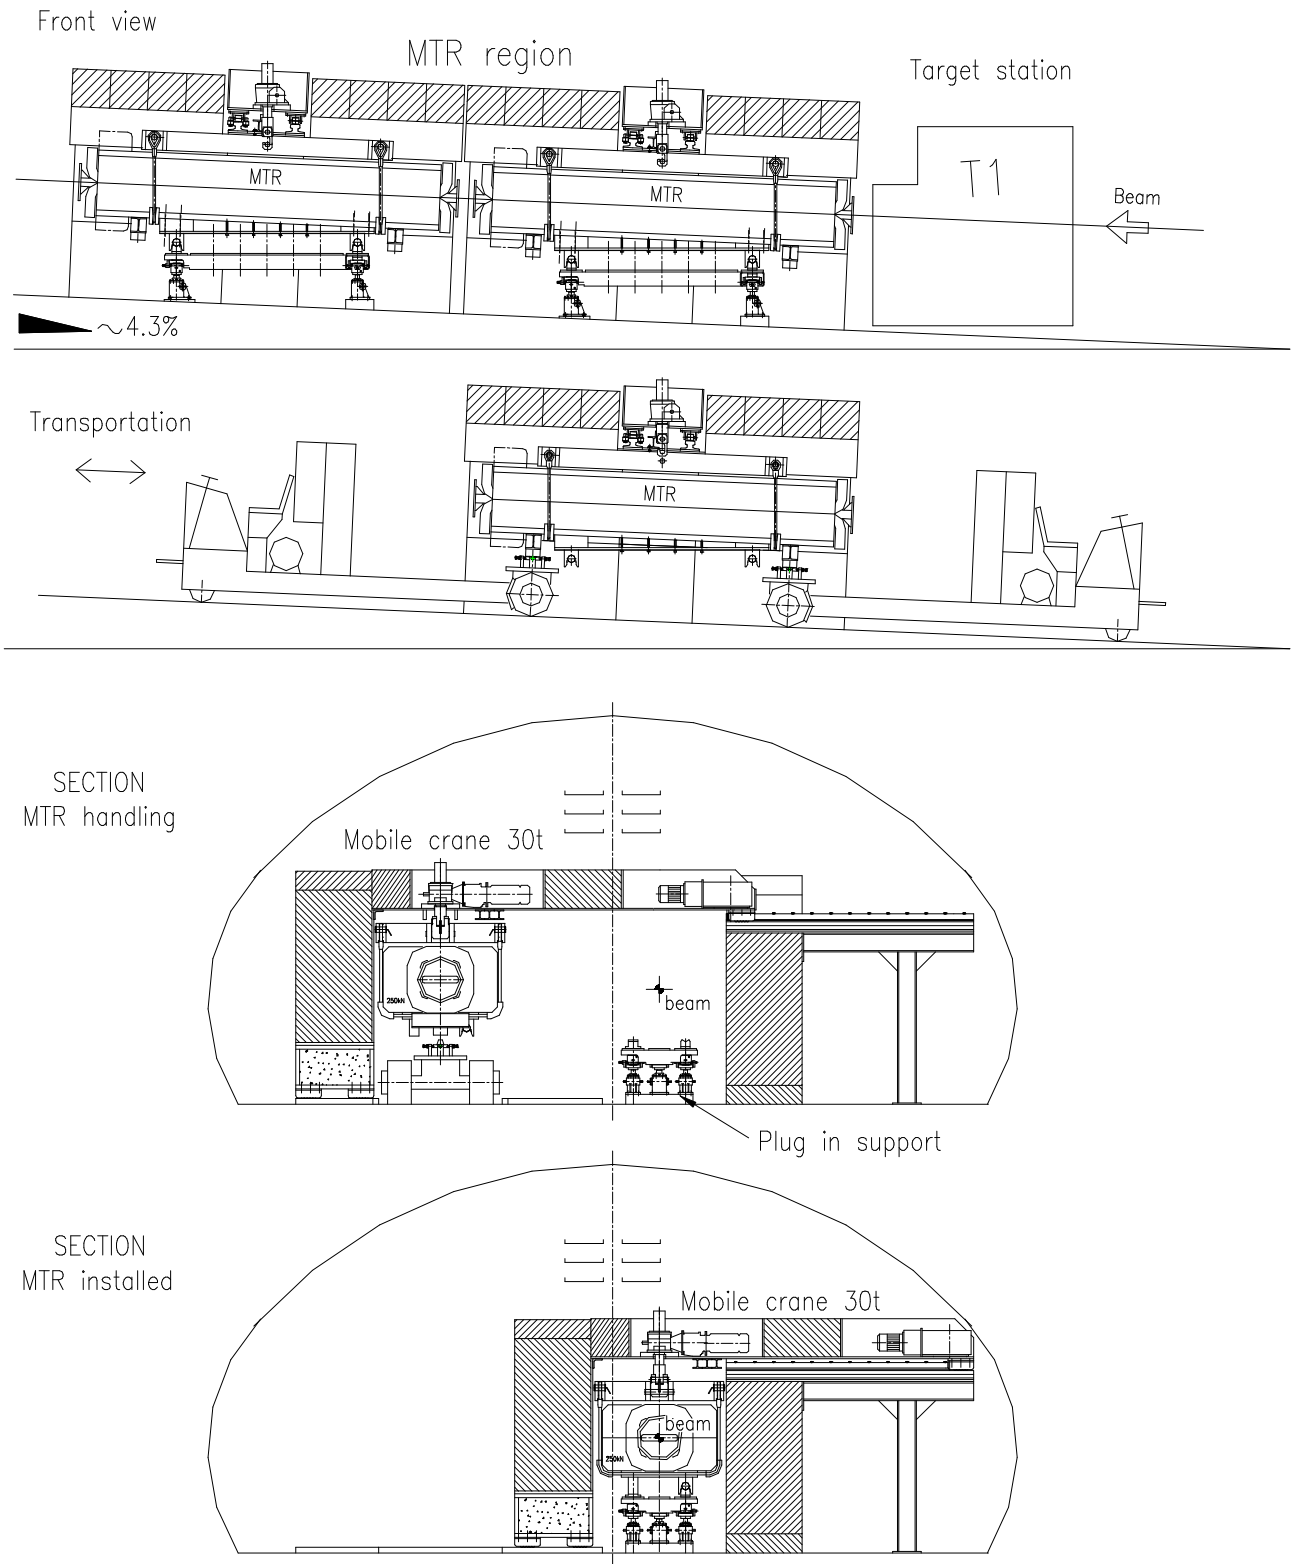 Front view
MTR region
Target station
MTR
MTR
T1
Beam
~4.3%
Transportation
MTR
SECTION
MTR handling
Mobile crane 30t
250kN
beam
Plug in support
SECTION
MTR installed
Mobile crane 30t
beam
250kN